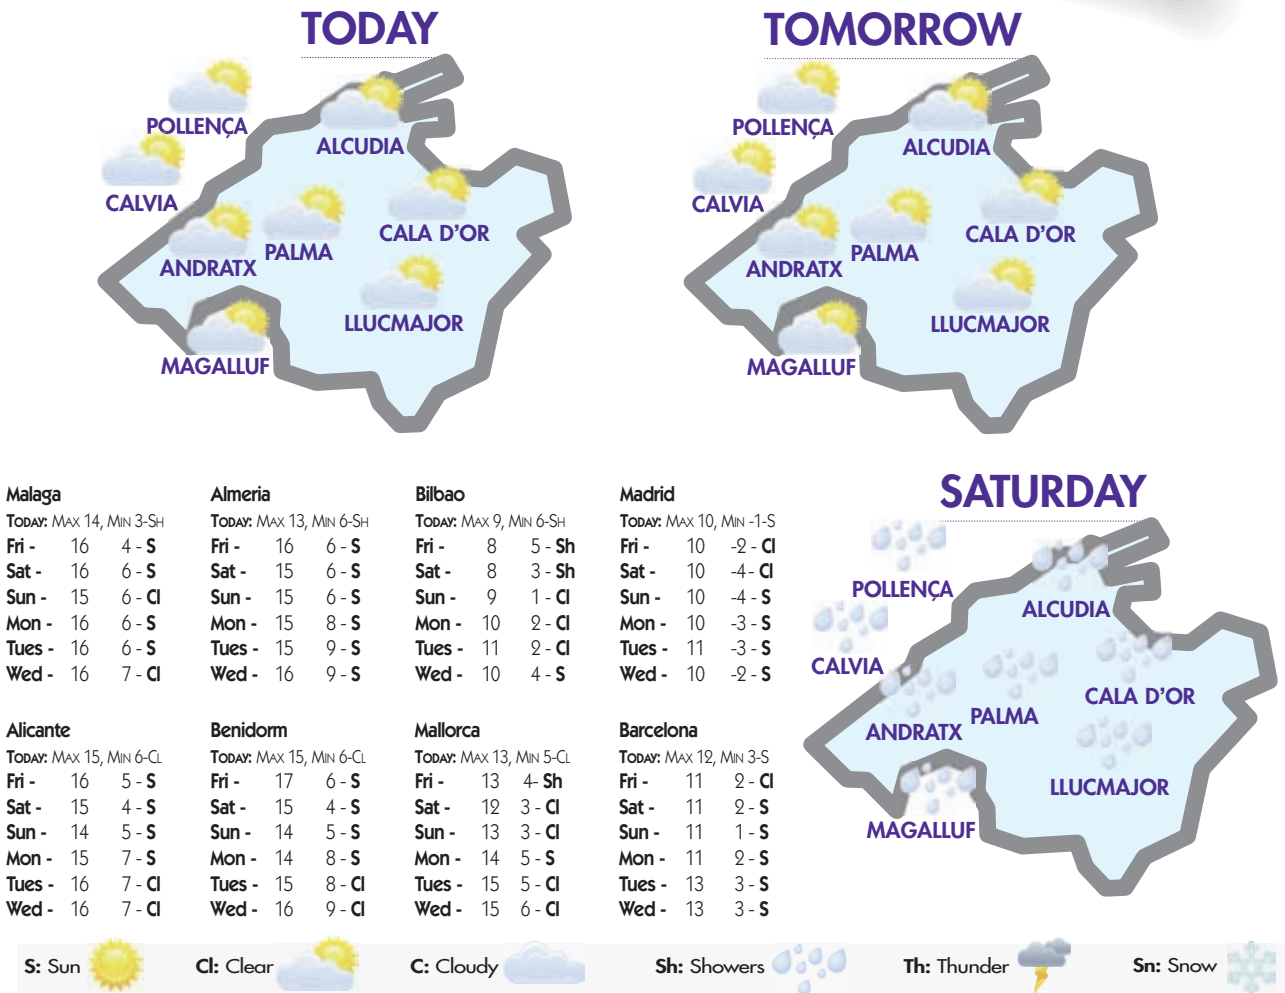 TODAY
POLLENÇA
ALCUDIA
CALVIA
CALA D'OR
PALMA
ANDRATX
LLUCMAJOR
MAGALLUF
TOMORROW
POLLENÇA
ALCUDIA
CALVIA
CALA D'OR
PALMA
ANDRATX
LLUCMAJOR
MAGALLUF
Malaga
TODAY: MAX 14, MIN 3-SH
Fri - 16 4 - S
Sat - 16 6 - S
Sun - 15 6 - Cl
Mon - 16 6 - S
Tues - 16 6 - S
Wed - 16 7 - Cl
Almeria
TODAY: MAX 13, MIN 6-SH
Fri - 16 6 - S
Sat - 15 6 - S
Sun - 15 6 - S
Mon - 15 8 - S
Tues - 15 9 - S
Wed - 16 9 - S
Bilbao
TODAY: MAX 9, MIN 6-SH
Fri - 8 5 - Sh
Sat - 8 3 - Sh
Sun - 9 1 - Cl
Mon - 10 2 - Cl
Tues - 11 2 - Cl
Wed - 10 4 - S
Madrid
TODAY: MAX 10, MIN -1-S
Fri - 10 -2 - Cl
Sat - 10 -4 - Cl
Sun - 10 -4 - S
Mon - 10 -3 - S
Tues - 11 -3 - S
Wed - 10 -2 - S
SATURDAY
POLLENÇA
ALCUDIA
CALVIA
CALA D'OR
PALMA
ANDRATX
LLUCMAJOR
MAGALLUF
Alicante
TODAY: MAX 15, MIN 6-CL
Fri - 16 5 - S
Sat - 15 4 - S
Sun - 14 5 - S
Mon - 15 7 - S
Tues - 16 7 - Cl
Wed - 16 7 - Cl
Benidorm
TODAY: MAX 15, MIN 6-CL
Fri - 17 6 - S
Sat - 15 4 - S
Sun - 14 5 - S
Mon - 14 8 - S
Tues - 15 8 - Cl
Wed - 16 9 - Cl
Mallorca
TODAY: MAX 13, MIN 5-CL
Fri - 13 4- Sh
Sat - 12 3 - Cl
Sun - 13 3 - Cl
Mon - 14 5 - S
Tues - 15 5 - Cl
Wed - 15 6 - Cl
Barcelona
TODAY: MAX 12, MIN 3-S
Fri - 11 2 - Cl
Sat - 11 2 - S
Sun - 11 1 - S
Mon - 11 2 - S
Tues - 13 3 - S
Wed - 13 3 - S
S: Sun Cl: Clear C: Cloudy Sh: Showers Th: Thunder Sn: Snow